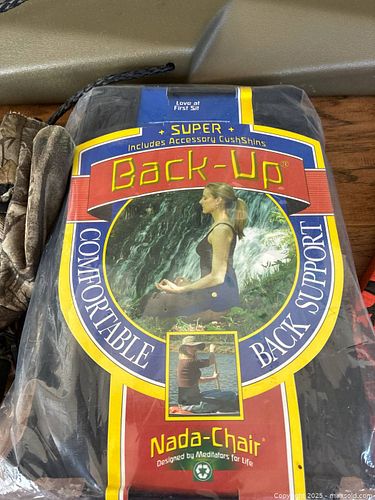 Love at
First Sit
+ SUPER +
Includes Accessory CushShins
Back-Up®
COMFORTABLE
BACK SUPPORT
Nada-Chair®
Designed by Meditators for Life
Copyright 2025 - maxsold.com